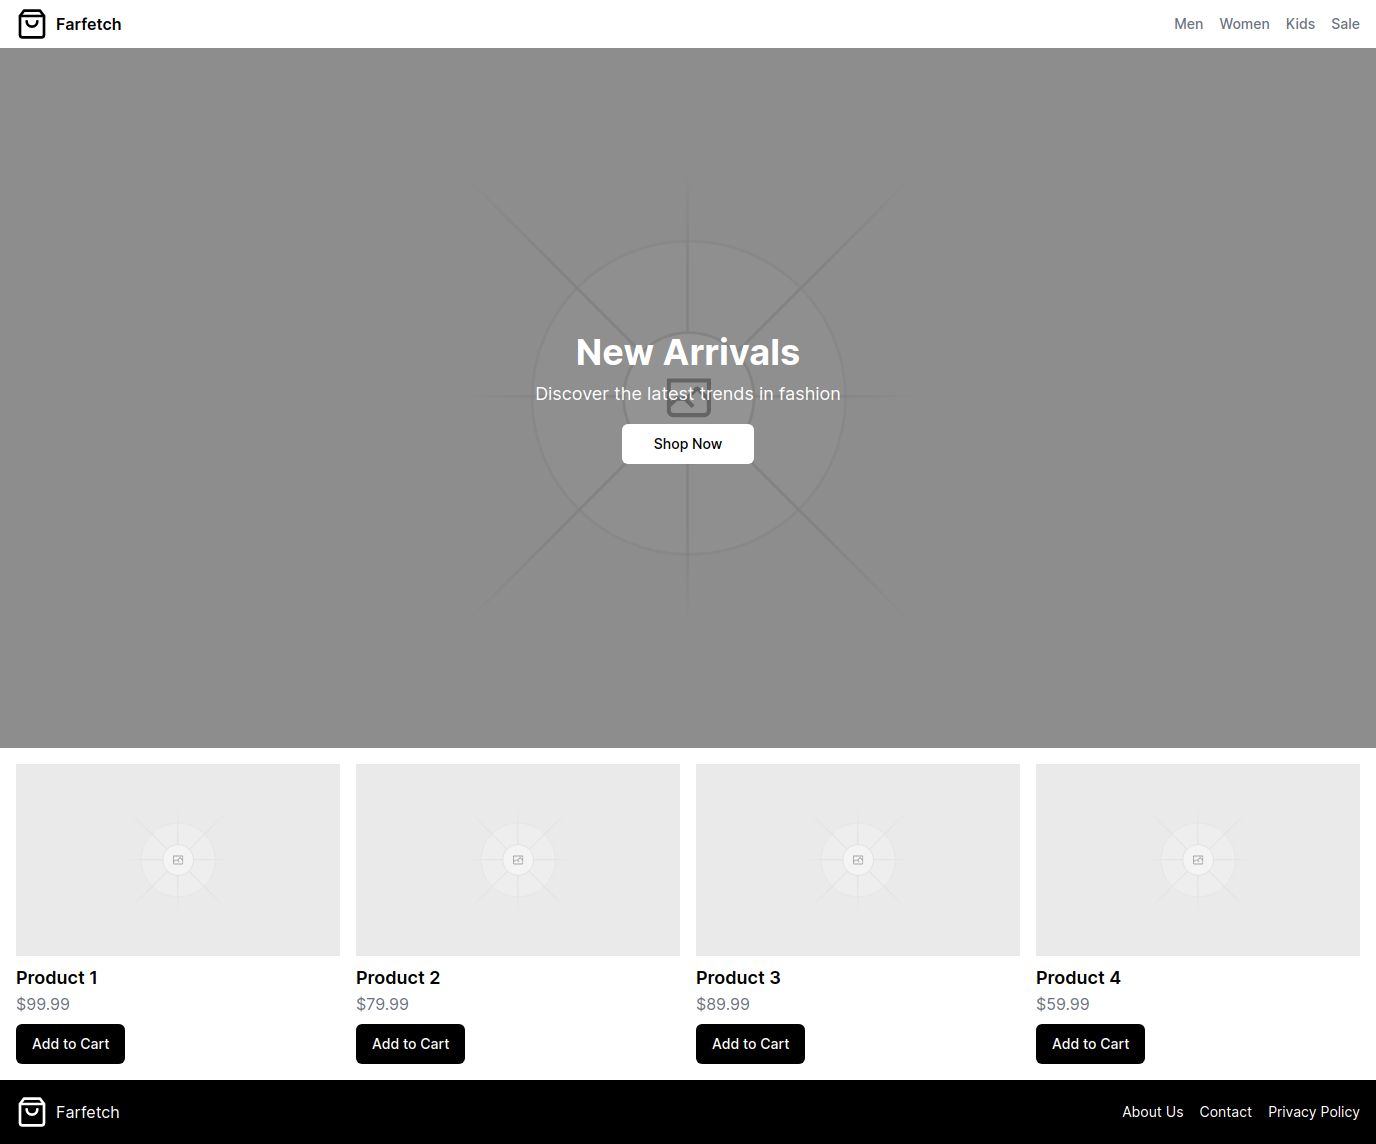 Farfetch
Men Women Kids Sale
New Arrivals
Discover the latest trends in fashion
Shop Now
Product 1
$99.99
Add to Cart
Product 2
$79.99
Add to Cart
Product 3
$89.99
Add to Cart
Product 4
$59.99
Add to Cart
Farfetch
About Us Contact Privacy Policy